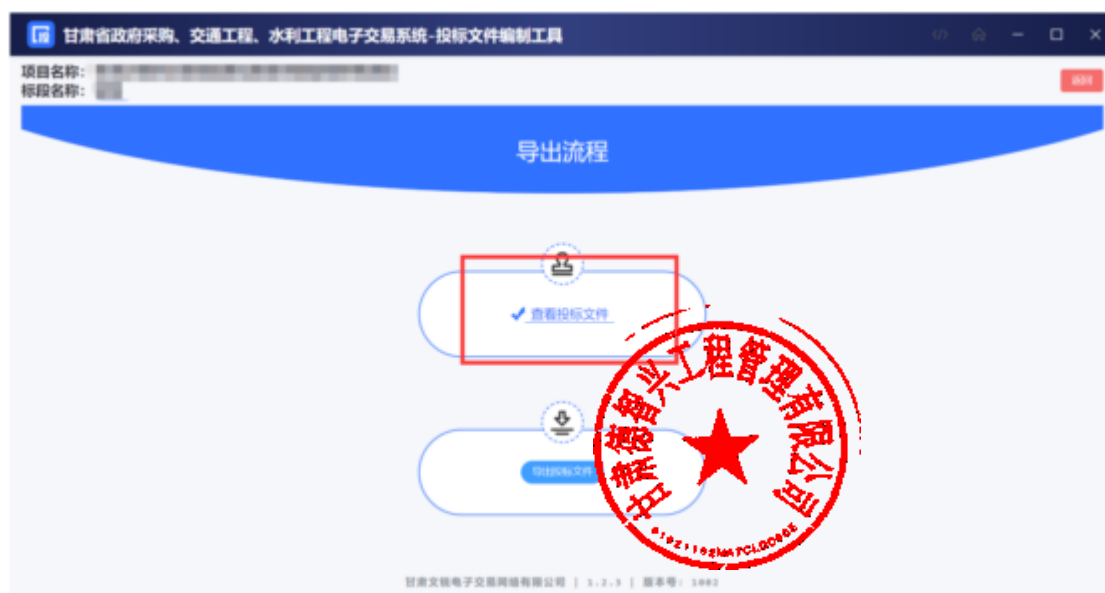 甘肃省政府采购、交通工程、水利工程电子交易系统-投标文件编制工具
项目名称：
标段名称：
返回
导出流程
查看投标文件
导出投标文件
甘肃德智兴工程管理有限公司
甘肃文锐电子交易网络有限公司 | 1.2.3 | 版本号: 1002